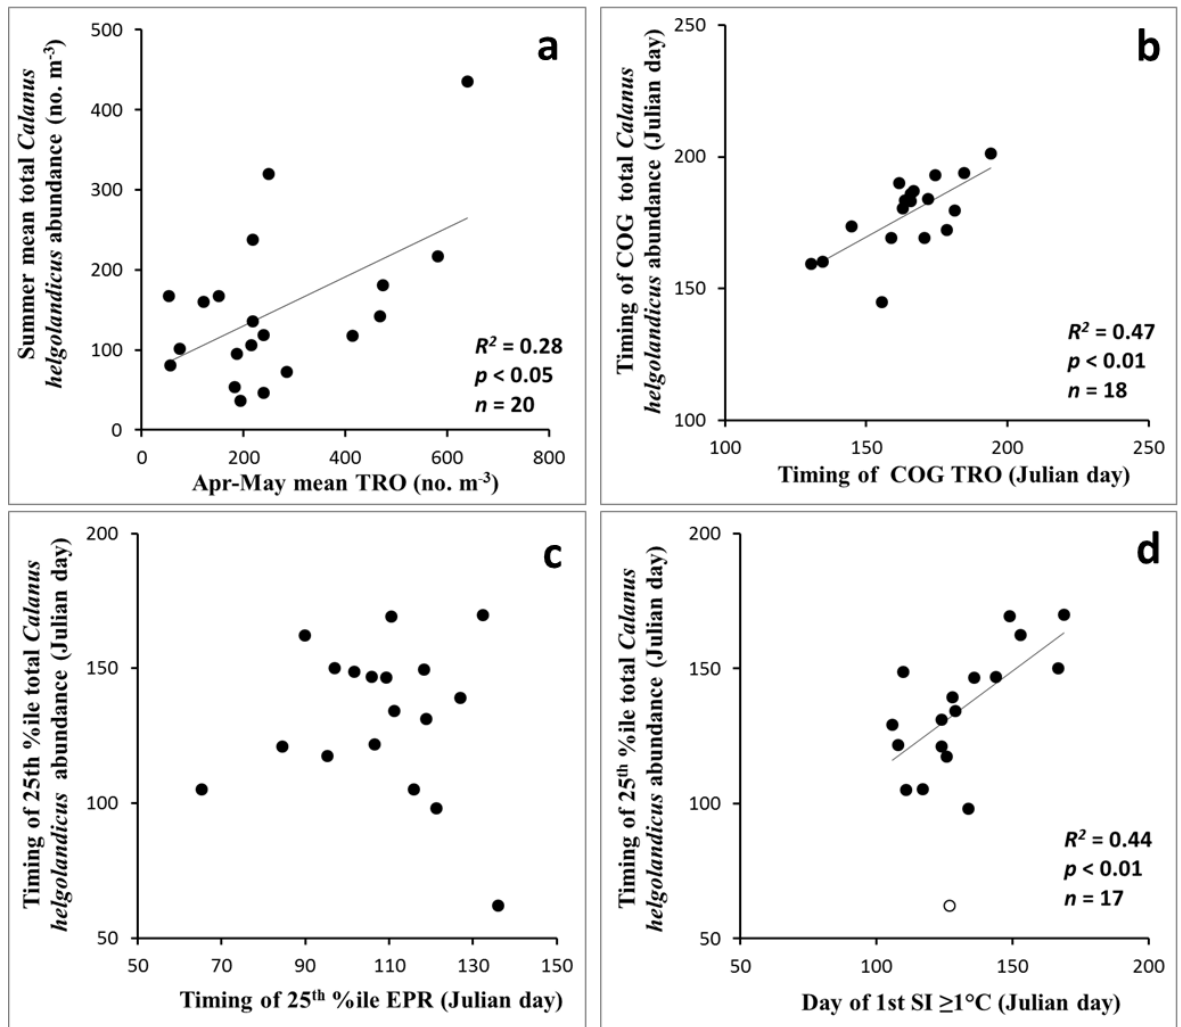 a
Summer mean total Calanus
helgolandicus abundance (no. m-3)
500
400
300
200
100
0
R2 = 0.28
p < 0.05
n = 20
0 200 400 600 800
Apr-May mean TRO (no. m-3)
b
Timing of COG total Calanus
helgolandicus abundance (Julian day)
250
200
150
100
R2 = 0.47
p < 0.01
n = 18
100 150 200 250
Timing of COG TRO (Julian day)
c
Timing of 25th %ile total Calanus
helgolandicus abundance (Julian day)
200
150
100
50
50 70 90 110 130 150
Timing of 25th %ile EPR (Julian day)
d
Timing of 25th %ile total Calanus
helgolandicus abundance (Julian day)
200
150
100
50
R2 = 0.44
p < 0.01
n = 17
50 100 150 200
Day of 1st SI ≥1°C (Julian day)